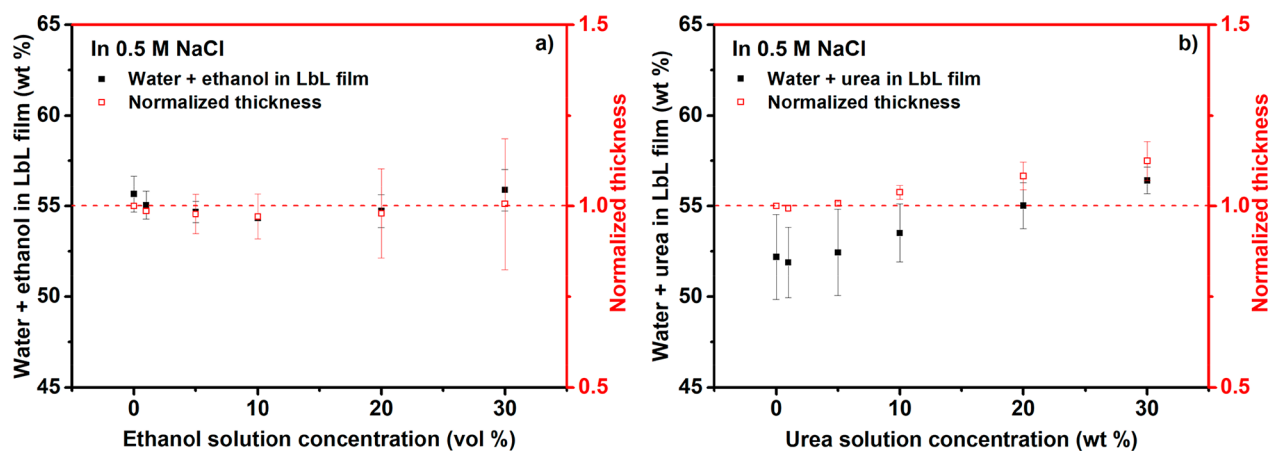 In 0.5 M NaCl
a)
Water + ethanol in LbL film
Normalized thickness
Water + ethanol in LbL film (wt %)
65
60
55
50
45
1.5
1.0
0.5
Normalized thickness
0
10
20
30
Ethanol solution concentration (vol %)
In 0.5 M NaCl
b)
Water + urea in LbL film
Normalized thickness
Water + urea in LbL film (wt %)
65
60
55
50
45
1.5
1.0
0.5
Normalized thickness
0
10
20
30
Urea solution concentration (wt %)